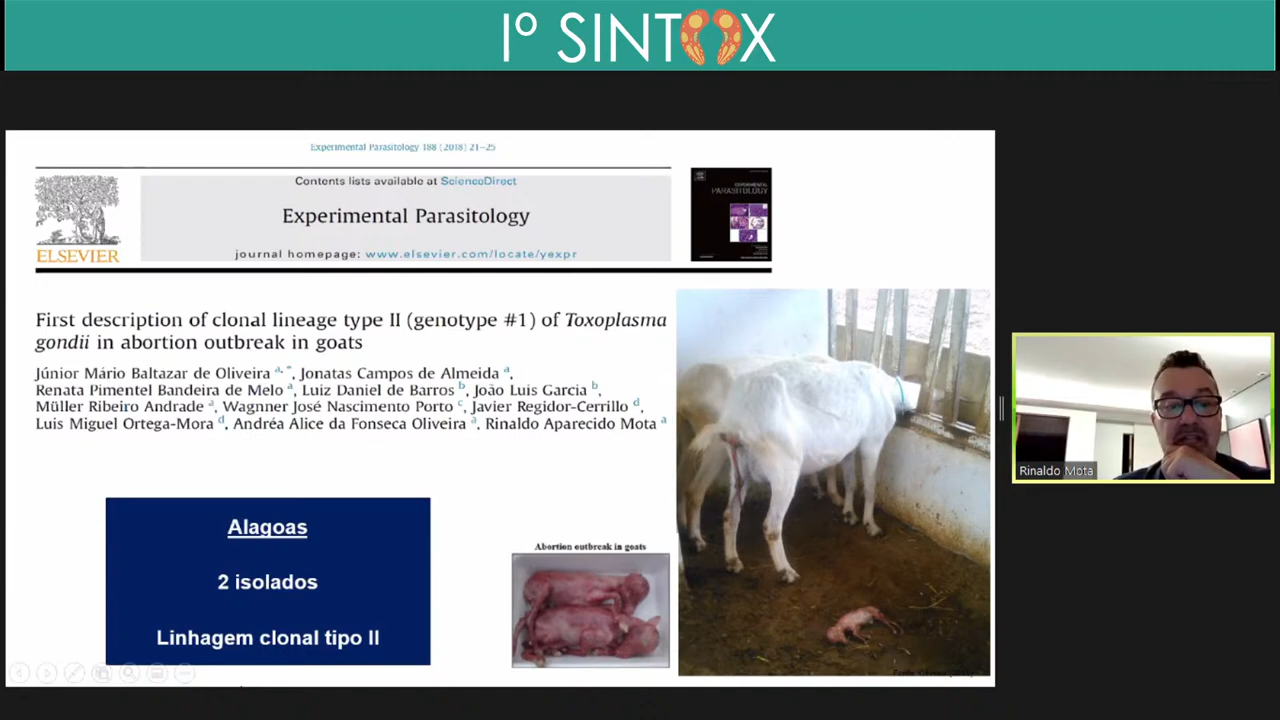 Iº SINTOX
Experimental Parasitology 188 (2018) 21–25
Contents lists available at ScienceDirect
Experimental Parasitology
journal homepage: www.elsevier.com/locate/yexpr
ELSEVIER
EXPERIMENTAL
PARASITOLOGY
First description of clonal lineage type II (genotype #1) of Toxoplasma
gondii in abortion outbreak in goats
Júnior Mário Baltazar de Oliveira a, *, Jonatas Campos de Almeida a,
Renata Pimentel Bandeira de Melo a, Luiz Daniel de Barros b, João Luis Garcia b,
Müller Ribeiro Andrade a, Wagnner José Nascimento Porto c, Javier Regidor-Cerrillo d,
Luis Miguel Ortega-Mora d, Andréa Alice da Fonseca Oliveira a, Rinaldo Aparecido Mota a
Alagoas
2 isolados
Linhagem clonal tipo II
Abortion outbreak in goats
Rinaldo Mota